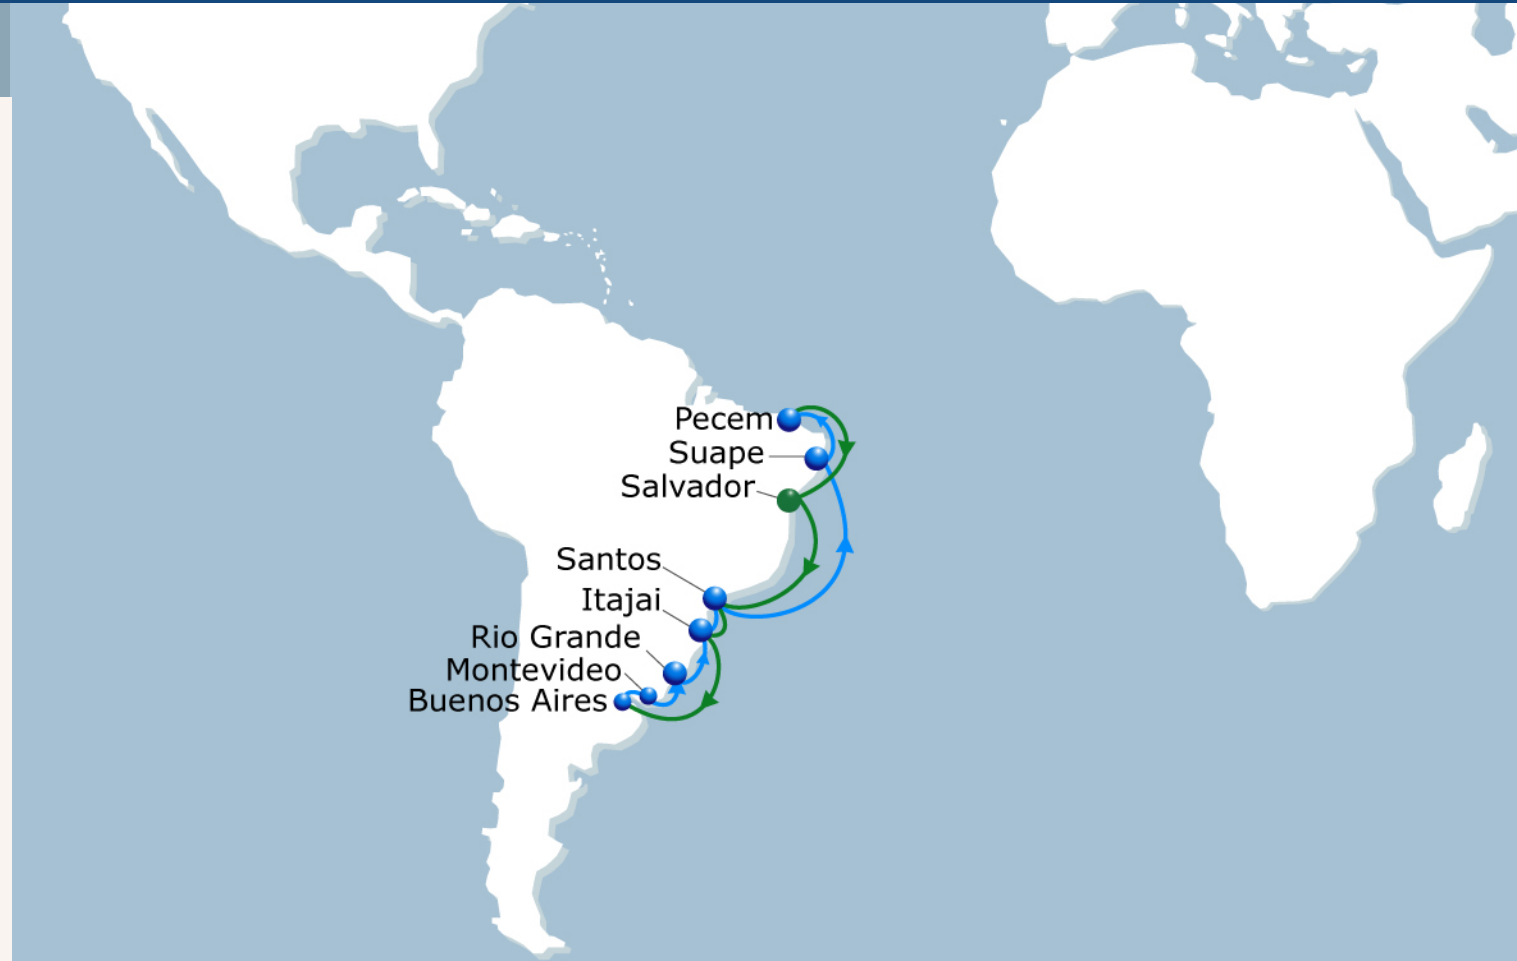 Pecem
Suape
Salvador
Santos
Itajai
Rio Grande
Montevideo
Buenos Aires